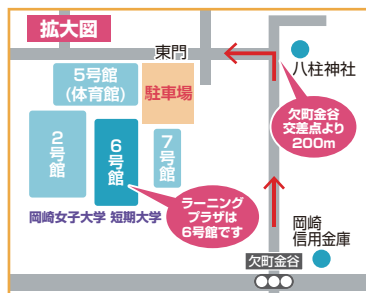 拡大図
東門
八柱神社
5号館
(体育館)
駐車場
欠町金谷
交差点より
200m
2号館
6号館
7号館
ラーニング
プラザは
6号館です
岡崎女子大学 短期大学
岡崎
信用金庫
欠町金谷